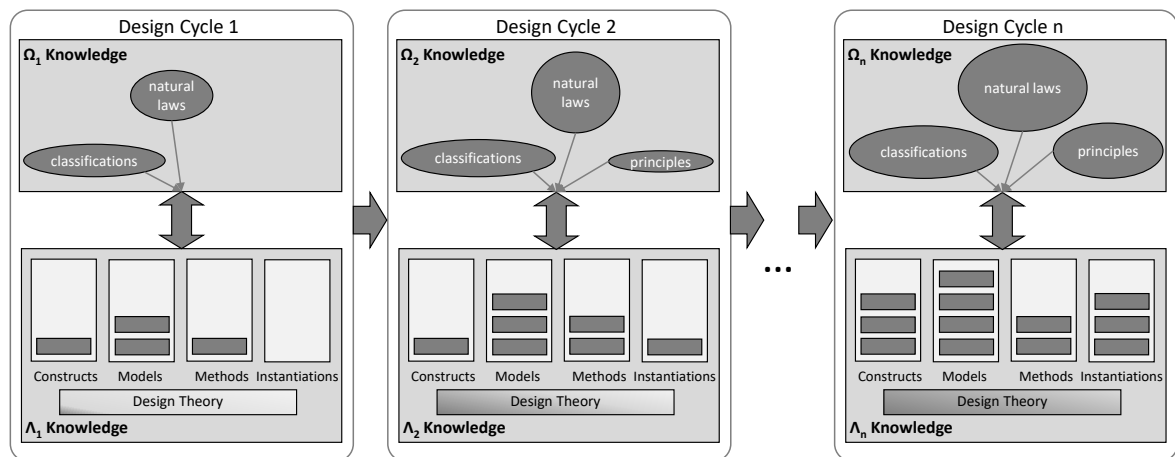 Design Cycle 1
Ω1 Knowledge
natural
laws
classifications
Constructs Models Methods Instantiations
Design Theory
Λ1 Knowledge
Design Cycle 2
Ω2 Knowledge
natural
laws
classifications
principles
Constructs Models Methods Instantiations
Design Theory
Λ2 Knowledge
...
Design Cycle n
Ωn Knowledge
natural laws
classifications
principles
Constructs Models Methods Instantiations
Design Theory
Λn Knowledge